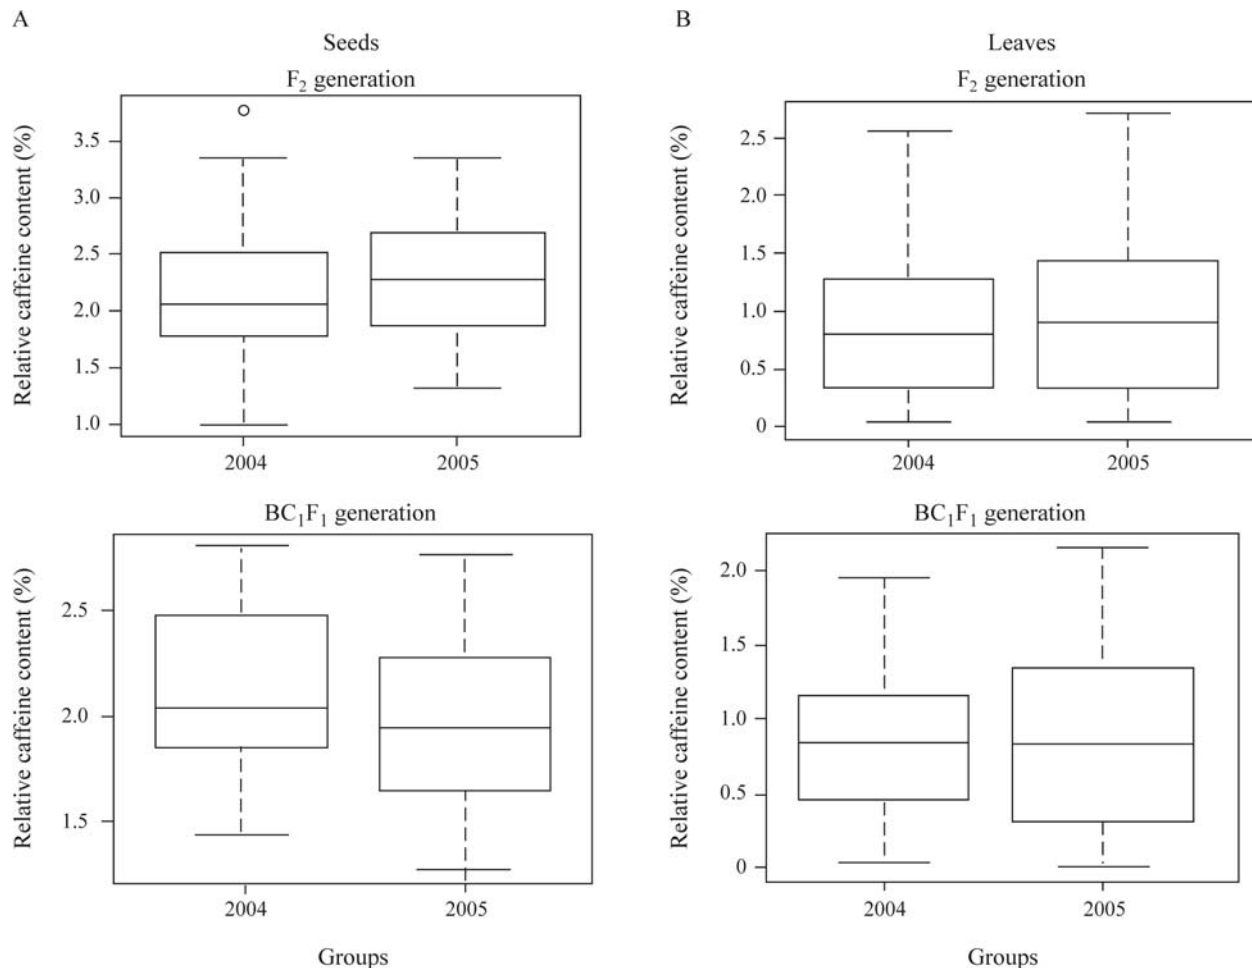 A
Seeds
F₂ generation
Relative caffeine content (%)
3.5
3.0
2.5
2.0
1.5
1.0
2004 2005
BC₁F₁ generation
Relative caffeine content (%)
2.5
2.0
1.5
2004 2005
Groups
B
Leaves
F₂ generation
Relative caffeine content (%)
2.5
2.0
1.5
1.0
0.5
0
2004 2005
BC₁F₁ generation
Relative caffeine content (%)
2.0
1.5
1.0
0.5
0
2004 2005
Groups